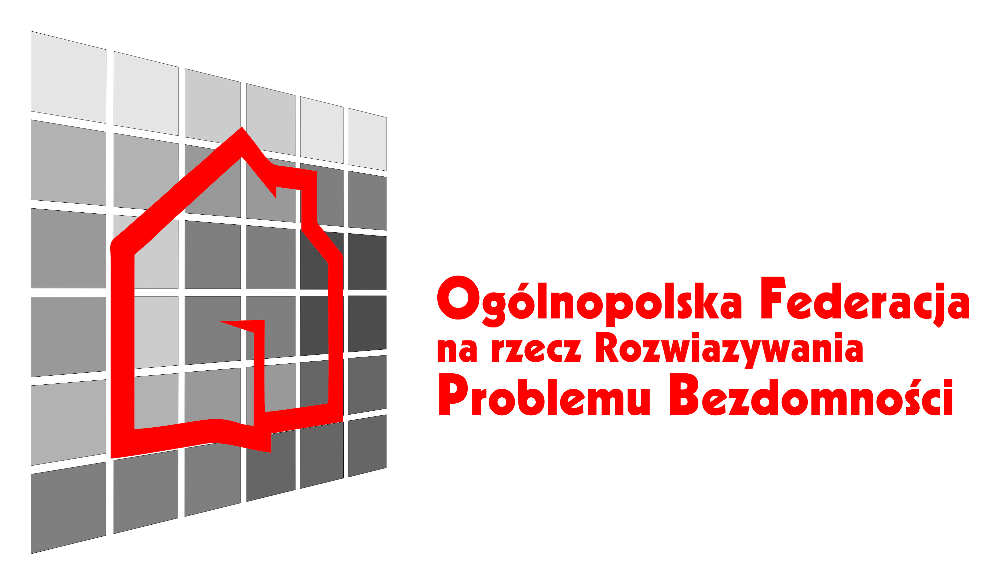 Ogólnopolska Federacja
na rzecz Rozwiazywania
Problemu Bezdomności